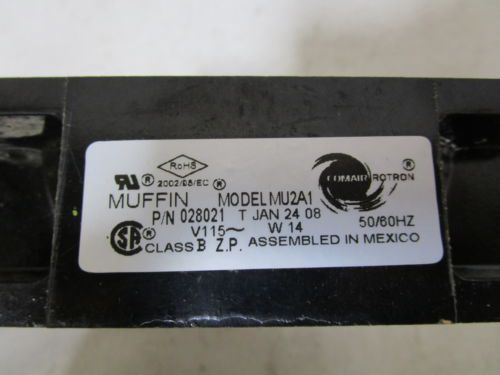 RoHS
2002/95/EC
COMAIR ROTRON
MUFFIN MODEL MU2A1
P/N 028021 T JAN 24 08
V115~ W 14 50/60HZ
CLASS B Z.P. ASSEMBLED IN MEXICO